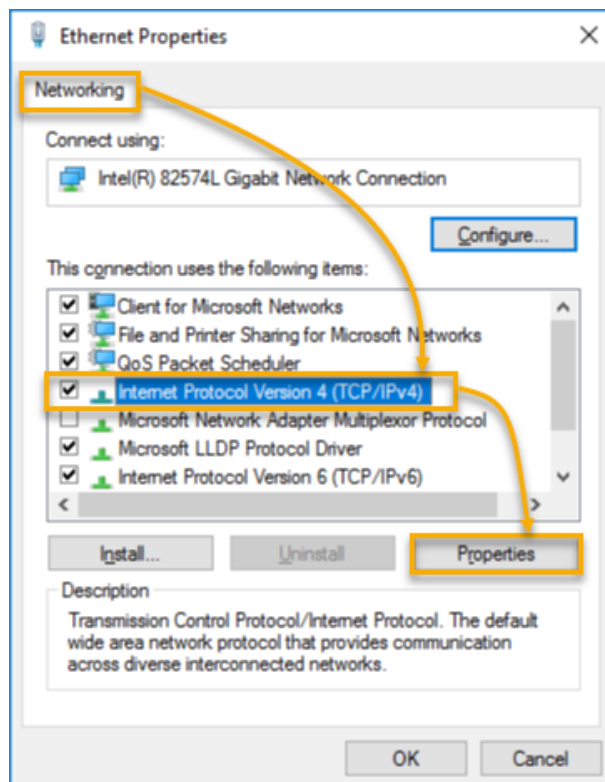 Ethernet Properties
Networking
Connect using:
Intel(R) 82574L Gigabit Network Connection
Configure...
This connection uses the following items:
Client for Microsoft Networks
File and Printer Sharing for Microsoft Networks
QoS Packet Scheduler
Internet Protocol Version 4 (TCP/IPv4)
Microsoft Network Adapter Multiplexor Protocol
Microsoft LLDP Protocol Driver
Internet Protocol Version 6 (TCP/IPv6)
Install... Uninstall Properties
Description
Transmission Control Protocol/Internet Protocol. The default
wide area network protocol that provides communication
across diverse interconnected networks.
OK Cancel